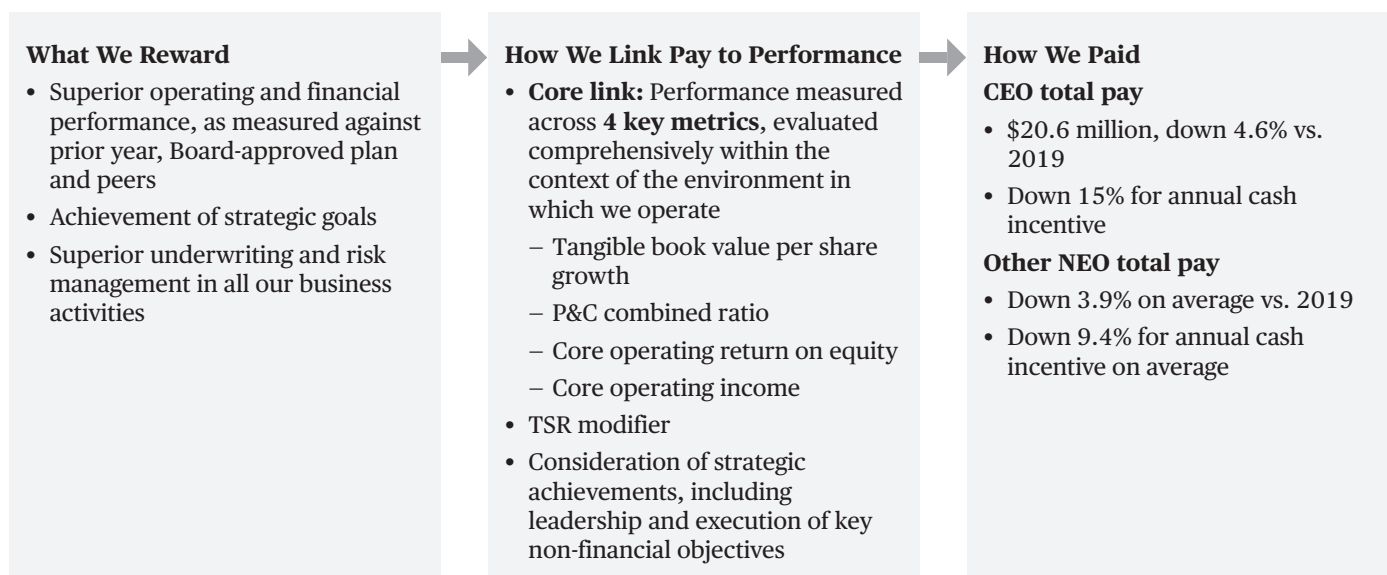 What We Reward
• Superior operating and financial
performance, as measured against
prior year, Board-approved plan
and peers
• Achievement of strategic goals
• Superior underwriting and risk
management in all our business
activities
How We Link Pay to Performance
• Core link: Performance measured
across 4 key metrics, evaluated
comprehensively within the
context of the environment in
which we operate
– Tangible book value per share
growth
– P&C combined ratio
– Core operating return on equity
– Core operating income
• TSR modifier
• Consideration of strategic
achievements, including
leadership and execution of key
non-financial objectives
How We Paid
CEO total pay
• $20.6 million, down 4.6% vs.
2019
• Down 15% for annual cash
incentive
Other NEO total pay
• Down 3.9% on average vs. 2019
• Down 9.4% for annual cash
incentive on average